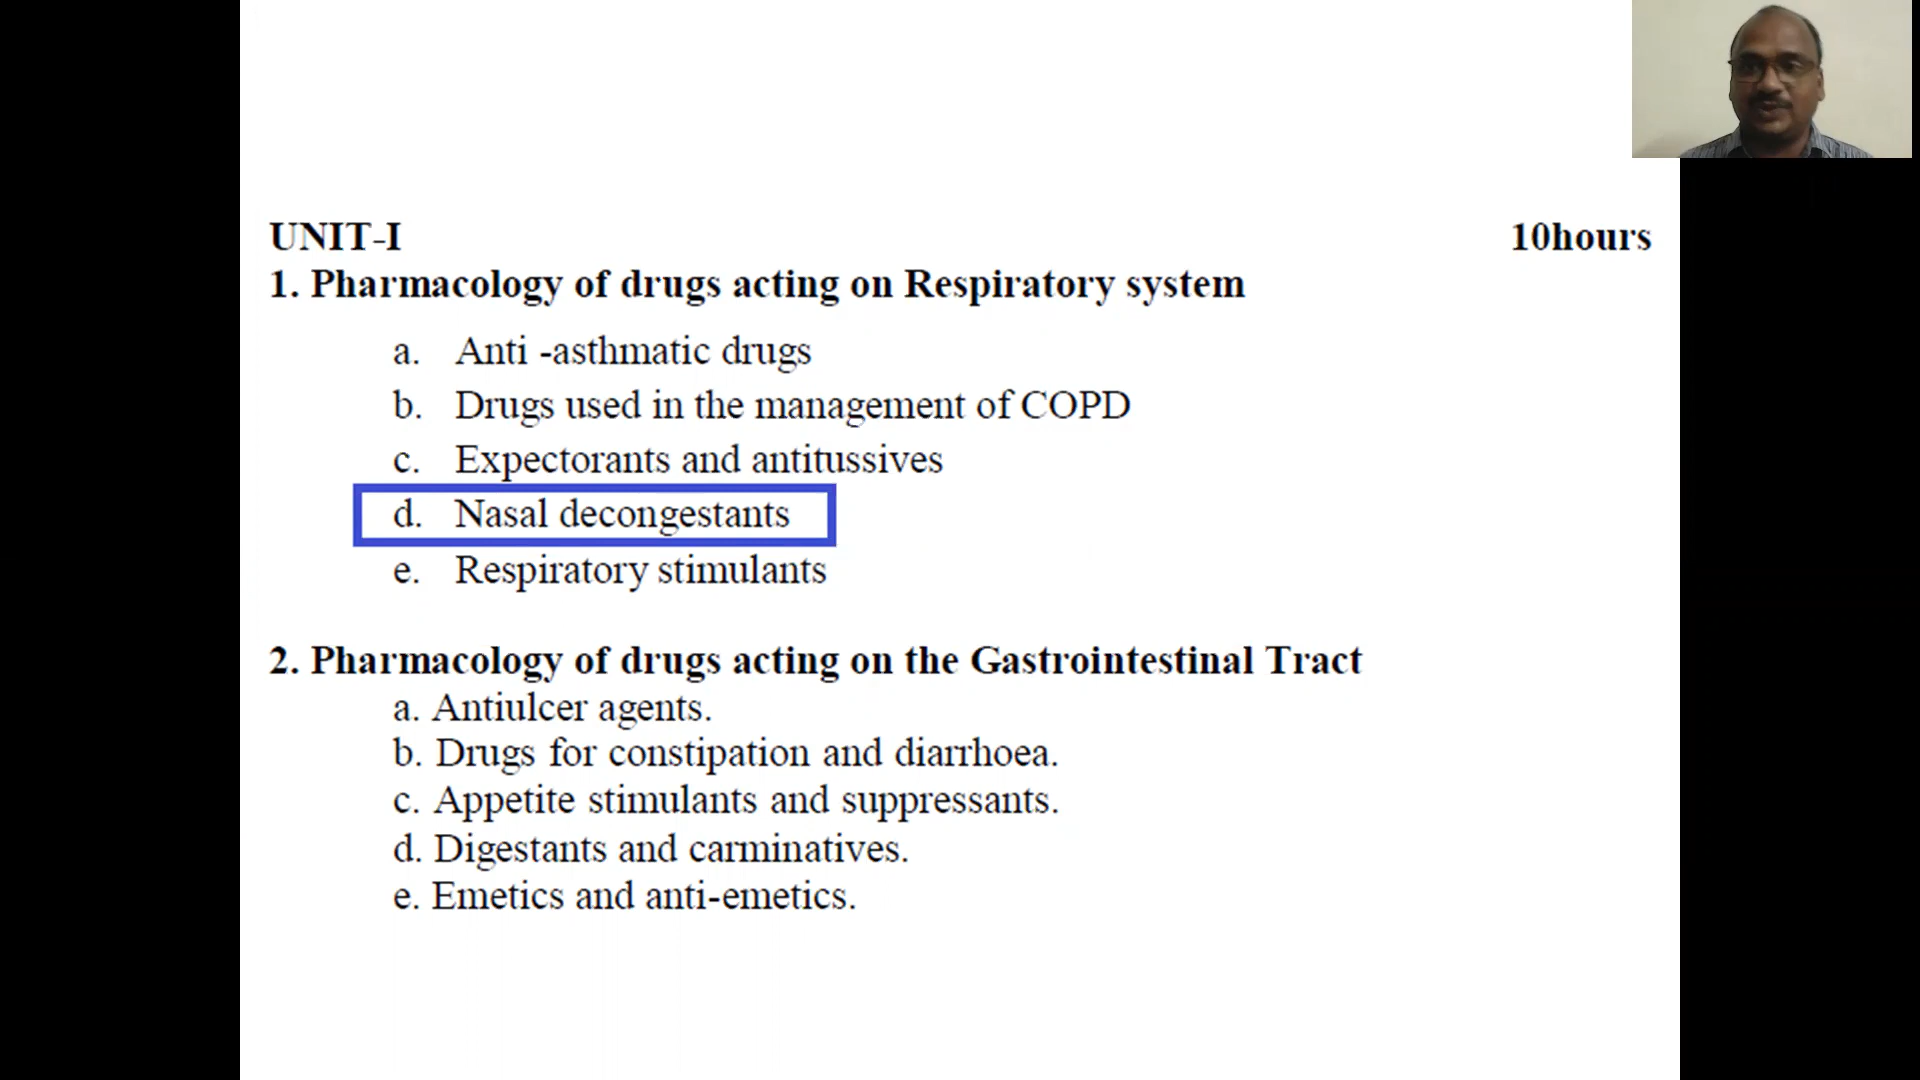 UNIT-I 10hours
1. Pharmacology of drugs acting on Respiratory system
a. Anti -asthmatic drugs
b. Drugs used in the management of COPD
c. Expectorants and antitussives
d. Nasal decongestants
e. Respiratory stimulants
2. Pharmacology of drugs acting on the Gastrointestinal Tract
a. Antiulcer agents.
b. Drugs for constipation and diarrhoea.
c. Appetite stimulants and suppressants.
d. Digestants and carminatives.
e. Emetics and anti-emetics.